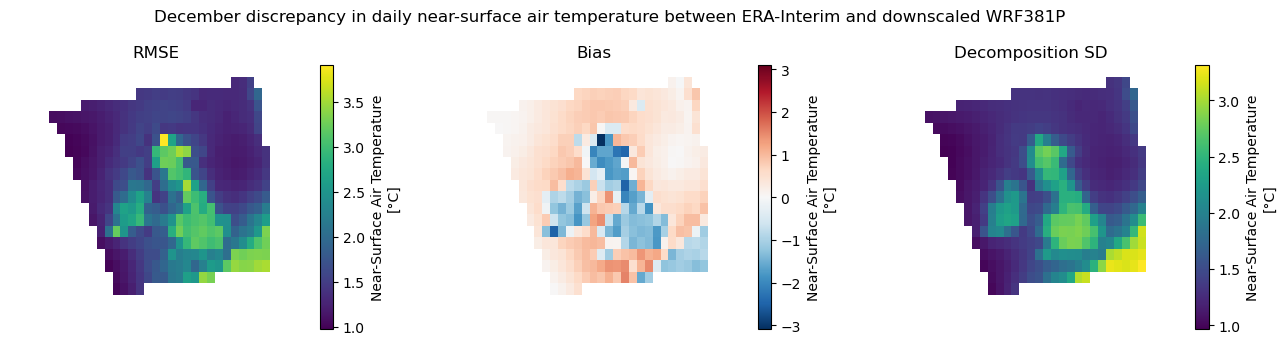 December discrepancy in daily near-surface air temperature between ERA-Interim and downscaled WRF381P
RMSE
3.5
3.0
2.5
2.0
1.5
1.0
Near-Surface Air Temperature
[°C]
Bias
3
2
1
0
−1
−2
−3
Near-Surface Air Temperature
[°C]
Decomposition SD
3.0
2.5
2.0
1.5
1.0
Near-Surface Air Temperature
[°C]